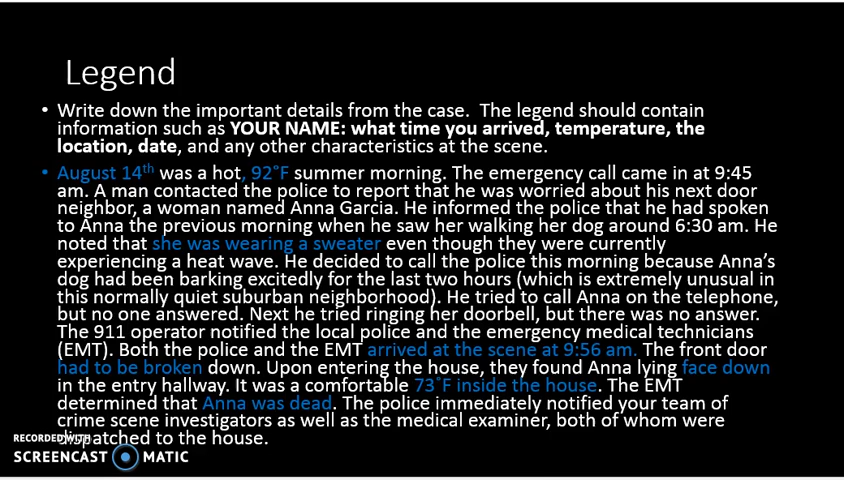 Legend
• Write down the important details from the case.  The legend should contain
information such as YOUR NAME: what time you arrived, temperature, the
location, date, and any other characteristics at the scene.
• August 14th was a hot, 92°F summer morning. The emergency call came in at 9:45
am. A man contacted the police to report that he was worried about his next door
neighbor, a woman named Anna Garcia. He informed the police that he had spoken
to Anna the previous morning when he saw her walking her dog around 6:30 am. He
noted that she was wearing a sweater even though they were currently
experiencing a heat wave. He decided to call the police this morning because Anna's
dog had been barking excitedly for the last two hours (which is extremely unusual in
this normally quiet suburban neighborhood). He tried to call Anna on the telephone,
but no one answered. Next he tried ringing her doorbell, but there was no answer.
The 911 operator notified the local police and the emergency medical technicians
(EMT). Both the police and the EMT arrived at the scene at 9:56 am. The front door
had to be broken down. Upon entering the house, they found Anna lying face down
in the entry hallway. It was a comfortable 73˚F inside the house. The EMT
determined that Anna was dead. The police immediately notified your team of
crime scene investigators as well as the medical examiner, both of whom were
dispatched to the house.
RECORDED WITH
SCREENCAST MATIC